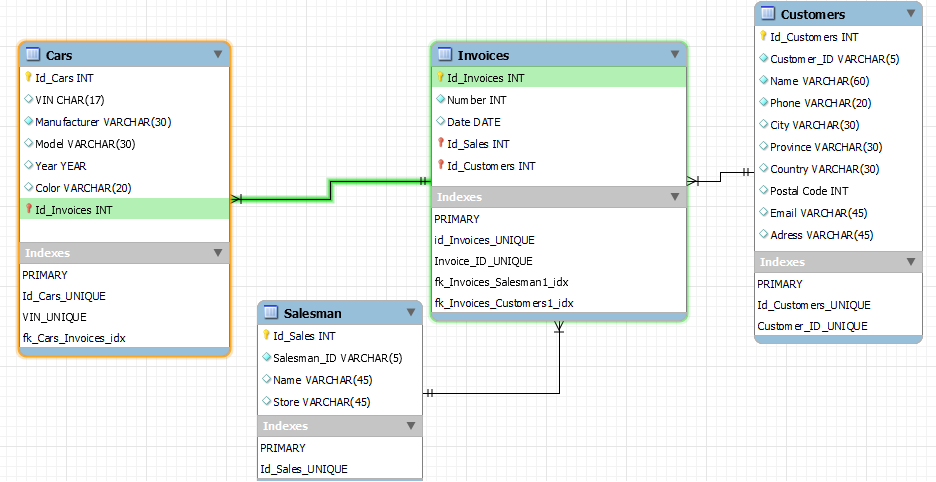 Cars
Id_Cars INT
VIN CHAR(17)
Manufacturer VARCHAR(30)
Model VARCHAR(30)
Year YEAR
Color VARCHAR(20)
Id_Invoices INT
Indexes
PRIMARY
Id_Cars_UNIQUE
VIN_UNIQUE
fk_Cars_Invoices_idx
Invoices
Id_Invoices INT
Number INT
Date DATE
Id_Sales INT
Id_Customers INT
Indexes
PRIMARY
id_Invoices_UNIQUE
Invoice_ID_UNIQUE
fk_Invoices_Salesman1_idx
fk_Invoices_Customers1_idx
Customers
Id_Customers INT
Customer_ID VARCHAR(5)
Name VARCHAR(60)
Phone VARCHAR(20)
City VARCHAR(30)
Province VARCHAR(30)
Country VARCHAR(30)
Postal Code INT
Email VARCHAR(45)
Adress VARCHAR(45)
Indexes
PRIMARY
Id_Customers_UNIQUE
Customer_ID_UNIQUE
Salesman
Id_Sales INT
Salesman_ID VARCHAR(5)
Name VARCHAR(45)
Store VARCHAR(45)
Indexes
PRIMARY
Id_Sales_UNIQUE